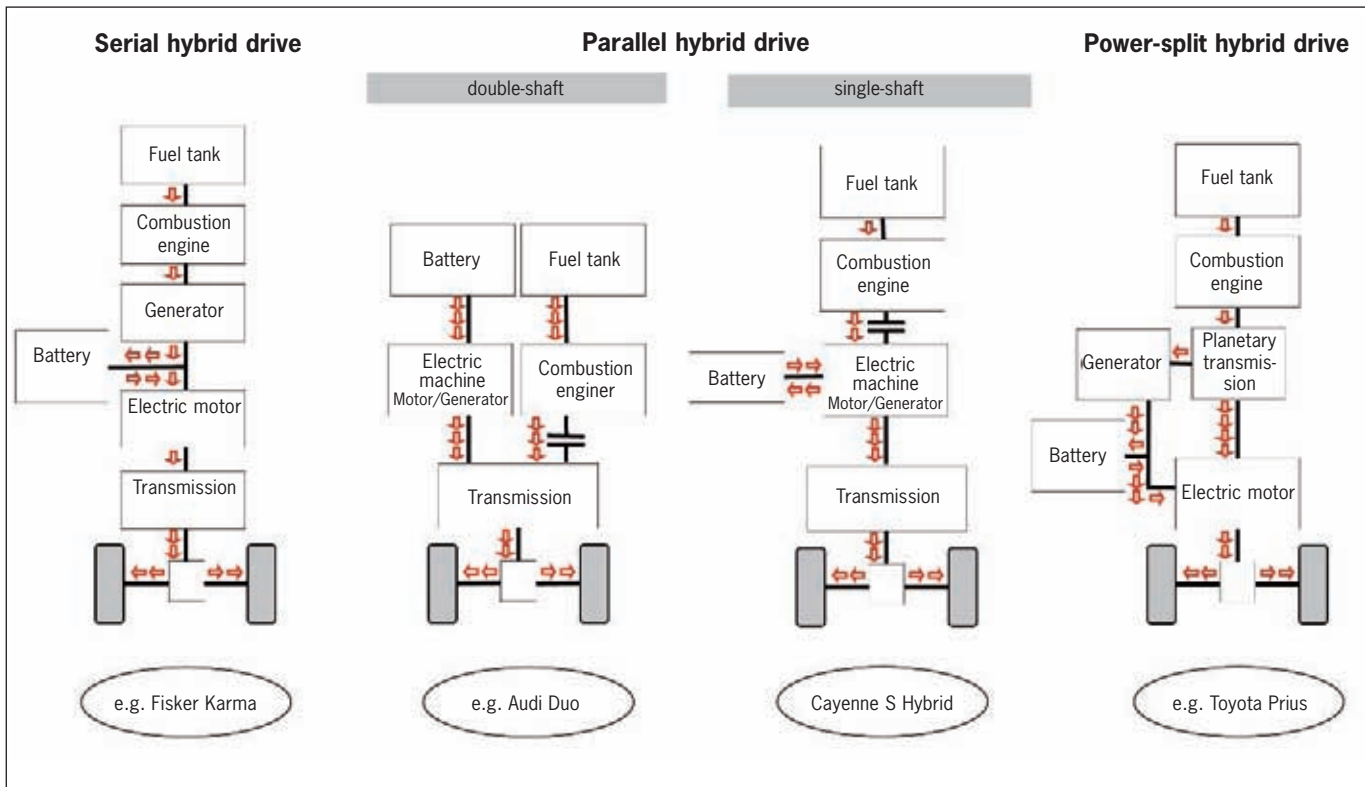 Serial hybrid drive
Parallel hybrid drive
Power-split hybrid drive
double-shaft
single-shaft
Fuel tank
Combustion
engine
Generator
Battery
Electric motor
Transmission
e.g. Fisker Karma
Battery
Fuel tank
Electric
machine
Motor/Generator
Combustion
enginer
Transmission
e.g. Audi Duo
Fuel tank
Combustion
engine
Battery
Electric
machine
Motor/Generator
Transmission
Cayenne S Hybrid
Fuel tank
Combustion
engine
Generator
Planetary
transmis-
sion
Battery
Electric motor
e.g. Toyota Prius